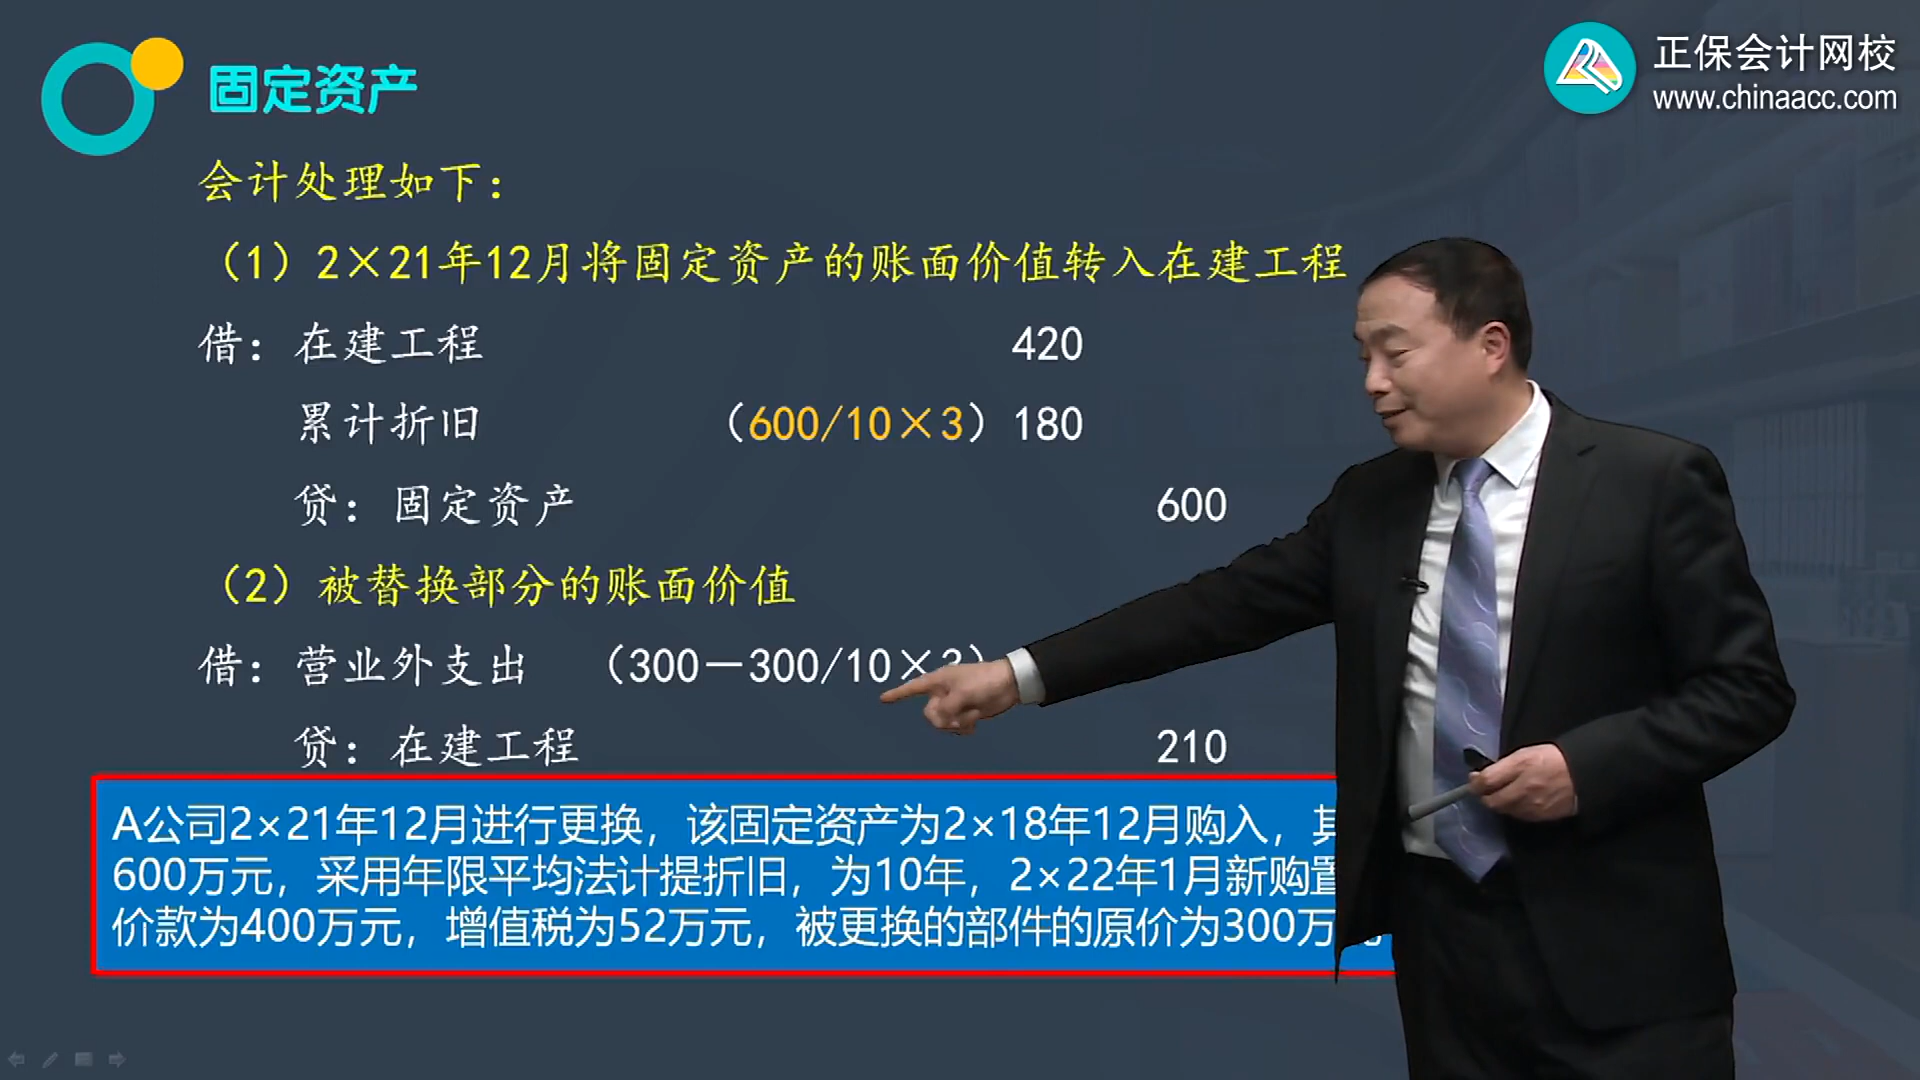 固定资产
正保会计网校
www.chinaacc.com
会计处理如下：
（1）2×21年12月将固定资产的账面价值转入在建工程
借：在建工程 420
累计折旧 （600/10×3）180
贷：固定资产 600
（2）被替换部分的账面价值
借：营业外支出 （300－300/10×3）
贷：在建工程 210
A公司2×21年12月进行更换，该固定资产为2×18年12月购入，其
600万元，采用年限平均法计提折旧，为10年，2×22年1月新购置
价款为400万元，增值税为52万元，被更换的部件的原价为300万元